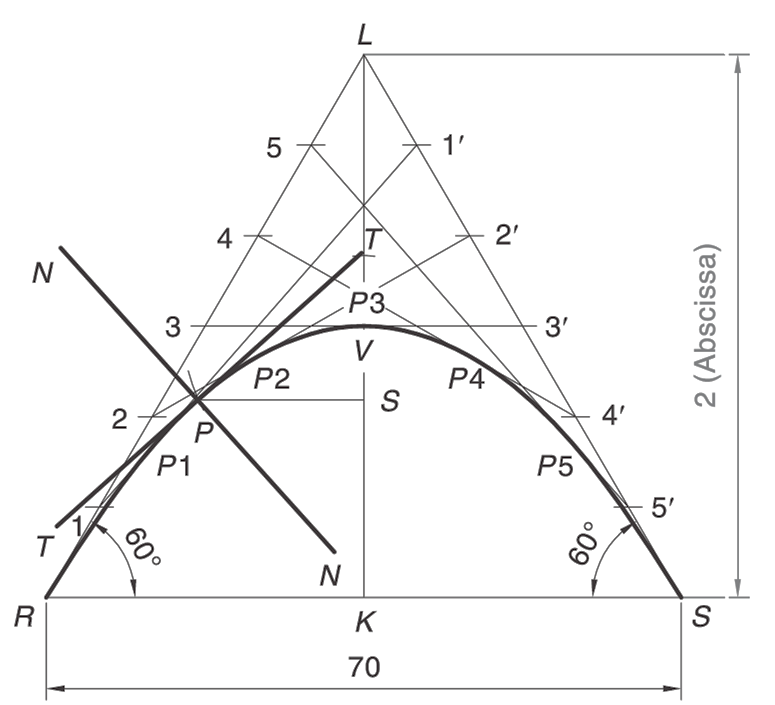 L
5
1′
4
T
2′
N
P3
3
3′
V
P2
P4
S
2
4′
P
P1
P5
1
5′
T
60°
60°
N
R
K
S
70
2 (Abscissa)